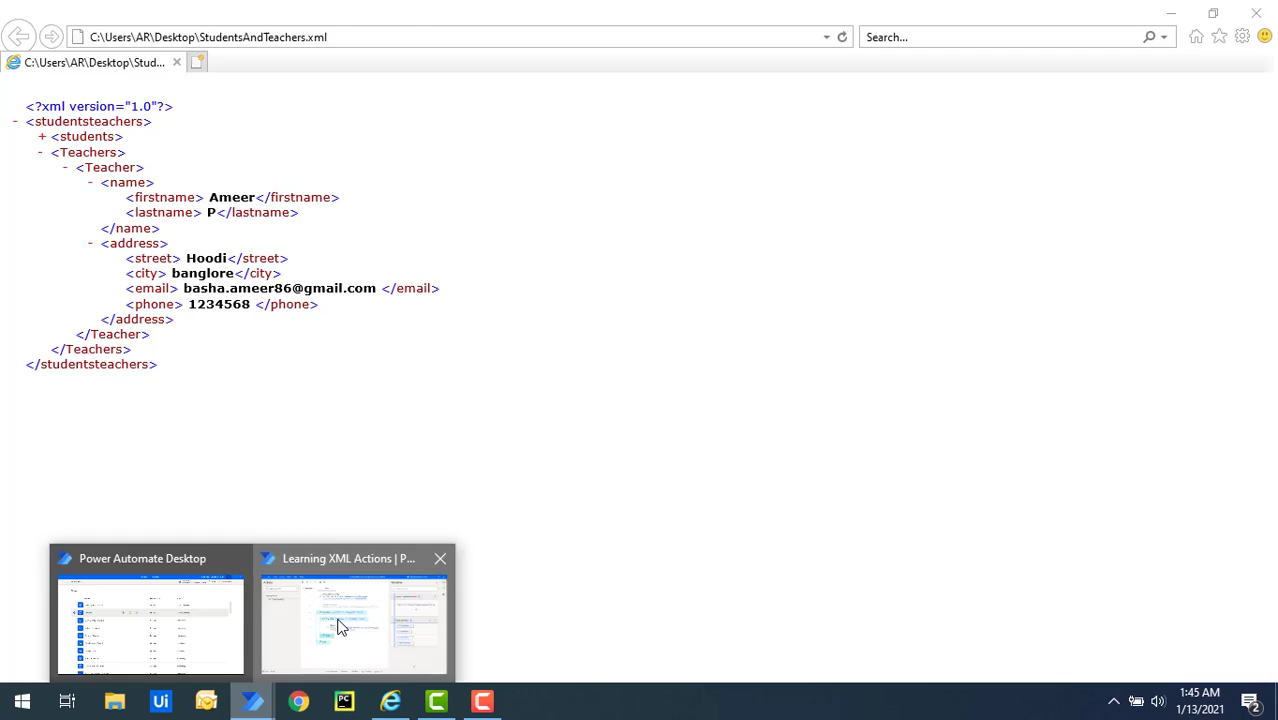 C:\Users\AR\Desktop\StudentsAndTeachers.xml
Search...
C:\Users\AR\Desktop\Stud...
<?xml version="1.0"?>
- <studentsteachers>
+ <students>
- <Teachers>
- <Teacher>
- <name>
<firstname> Ameer</firstname>
<lastname> P</lastname>
</name>
- <address>
<street> Hoodi</street>
<city> banglore</city>
<email> basha.ameer86@gmail.com </email>
<phone> 1234568 </phone>
</address>
</Teacher>
</Teachers>
</studentsteachers>
Power Automate Desktop
Learning XML Actions | P...
Ui
PC
1:45 AM
1/13/2021
2